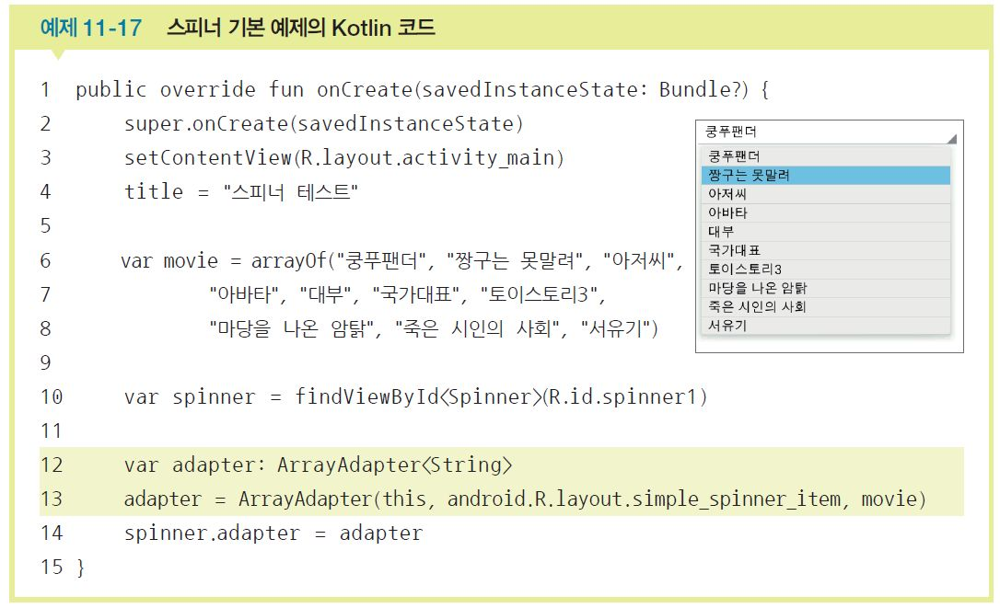 예제 11-17 스피너 기본 예제의 Kotlin 코드
1 public override fun onCreate(savedInstanceState: Bundle?) {
2 super.onCreate(savedInstanceState)
3 setContentView(R.layout.activity_main)
4 title = "스피너 테스트"
5
6 var movie = arrayOf("쿵푸팬더", "짱구는 못말려", "아저씨",
7 "아바타", "대부", "국가대표", "토이스토리3",
8 "마당을 나온 암탉", "죽은 시인의 사회", "서유기")
9
10 var spinner = findViewById<Spinner>(R.id.spinner1)
11
12 var adapter: ArrayAdapter<String>
13 adapter = ArrayAdapter(this, android.R.layout.simple_spinner_item, movie)
14 spinner.adapter = adapter
15 }
쿵푸팬더
쿵푸팬더
짱구는 못말려
아저씨
아바타
대부
국가대표
토이스토리3
마당을 나온 암탉
죽은 시인의 사회
서유기